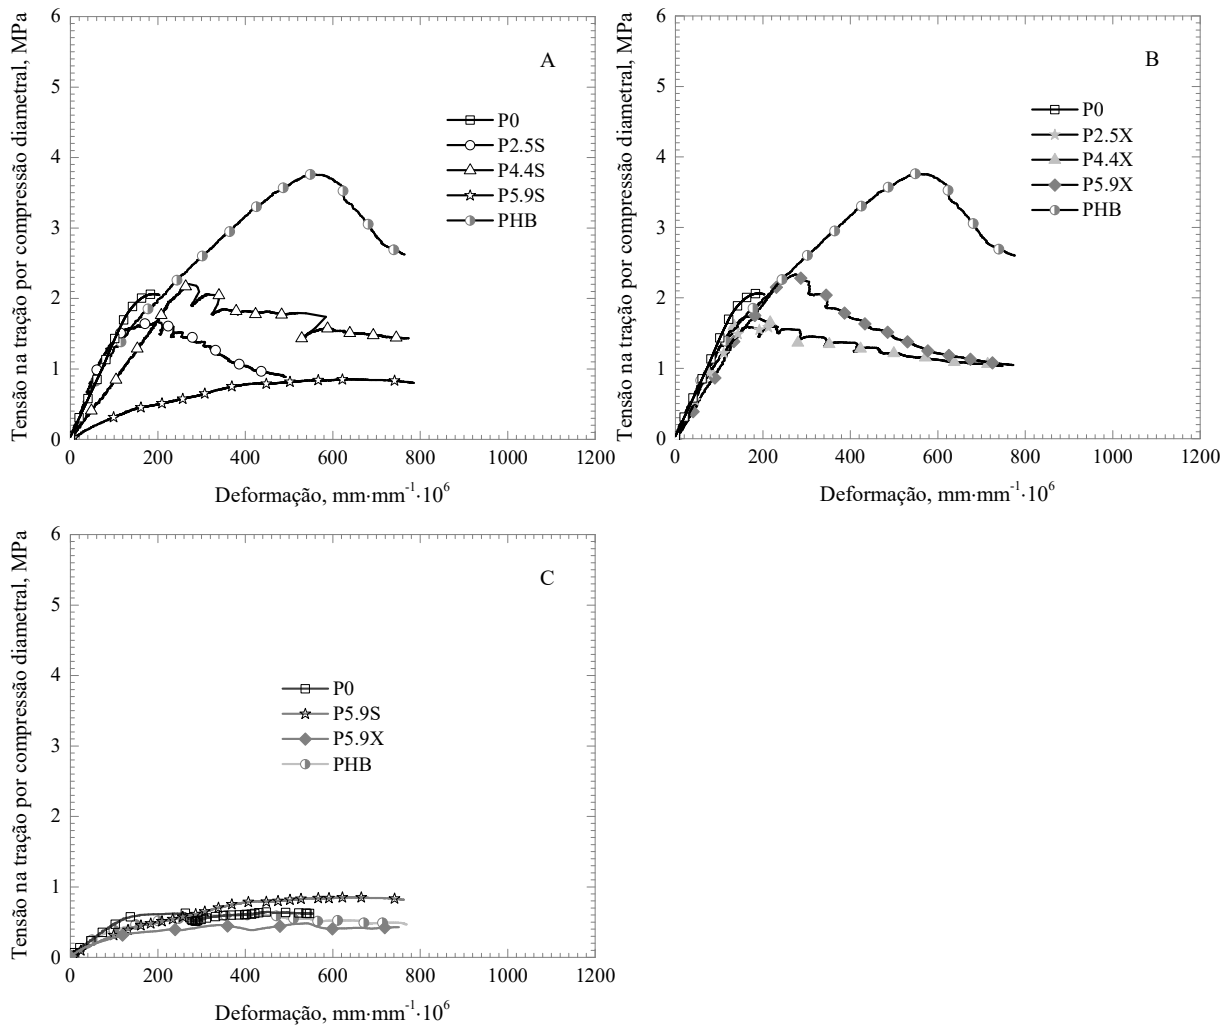 Tensão na tração por compressão diametral, MPa
6
5
4
3
2
1
0
A
P0
P2.5S
P4.4S
P5.9S
PHB
0 200 400 600 800 1000 1200
Deformação, mm·mm⁻¹·10⁶
Tensão na tração por compressão diametral, MPa
6
5
4
3
2
1
0
B
P0
P2.5X
P4.4X
P5.9X
PHB
0 200 400 600 800 1000 1200
Deformação, mm·mm⁻¹·10⁶
Tensão na tração por compressão diametral, MPa
6
5
4
3
2
1
0
C
P0
P5.9S
P5.9X
PHB
0 200 400 600 800 1000 1200
Deformação, mm·mm⁻¹·10⁶